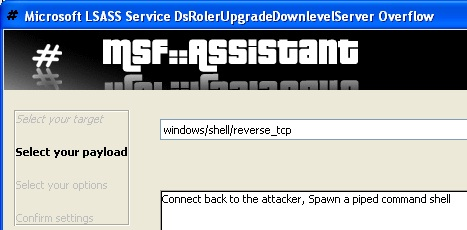 Microsoft LSASS Service DsRolerUpgradeDownlevelServer Overflow
# MSF::ASSISTANT
Select your target
Select your payload
Select your options
Confirm settings
windows/shell/reverse_tcp
Connect back to the attacker, Spawn a piped command shell